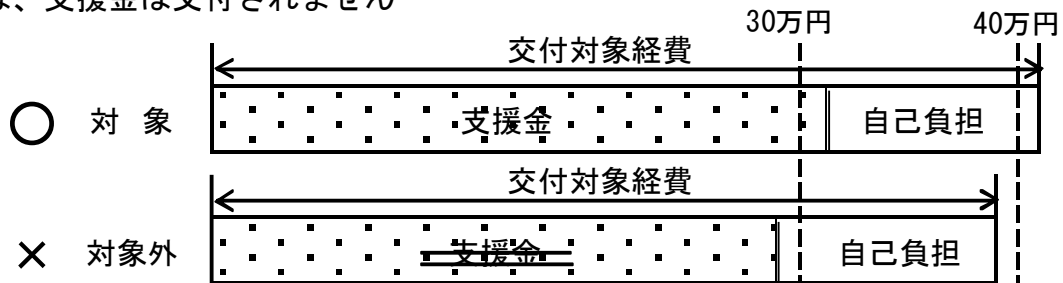 は、支援金は交付されません
30万円 40万円
交付対象経費
○ 対 象 支援金 自己負担
交付対象経費
× 対象外 支援金 自己負担